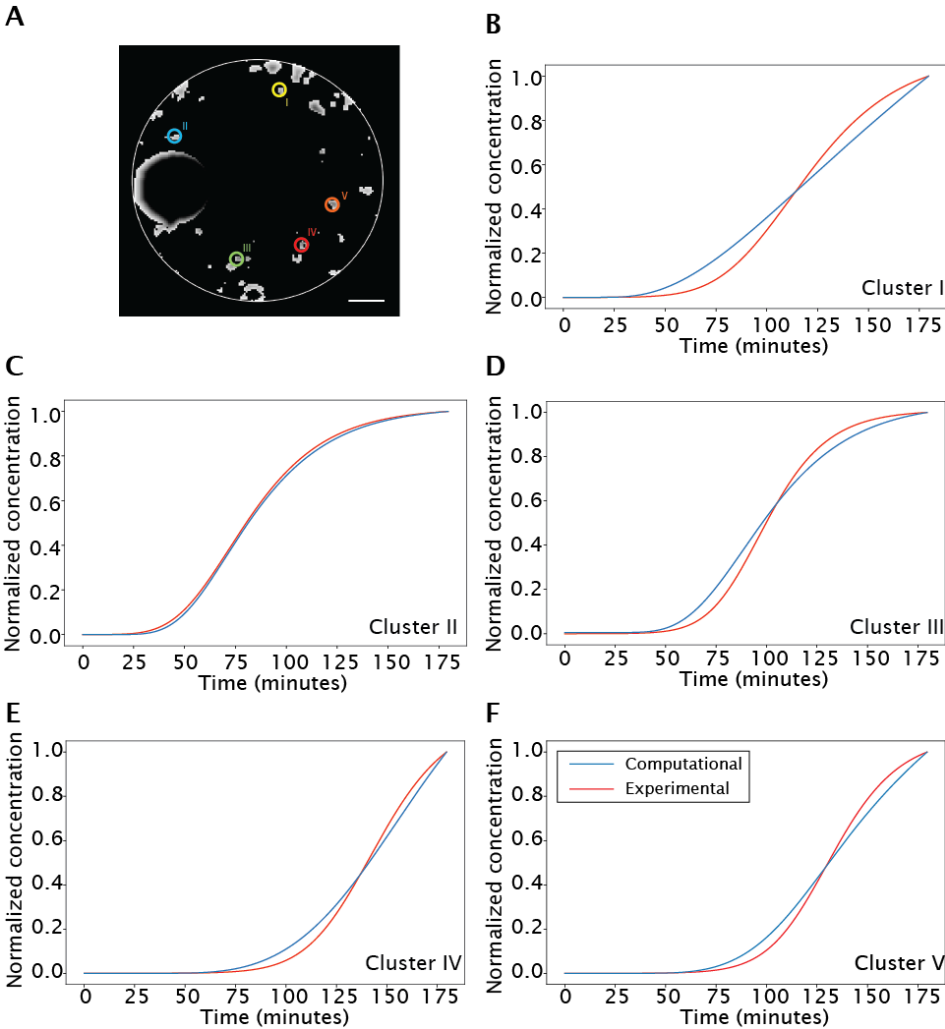 A
I
II
V
IV
III
B
Normalized concentration
1.0
0.8
0.6
0.4
0.2
0.0
0 25 50 75 100 125 150 175
Time (minutes)
Cluster I
C
Normalized concentration
1.0
0.8
0.6
0.4
0.2
0.0
0 25 50 75 100 125 150 175
Time (minutes)
Cluster II
D
Normalized concentration
1.0
0.8
0.6
0.4
0.2
0.0
0 25 50 75 100 125 150 175
Time (minutes)
Cluster III
E
Normalized concentration
1.0
0.8
0.6
0.4
0.2
0.0
0 25 50 75 100 125 150 175
Time (minutes)
Cluster IV
F
Normalized concentration
1.0
0.8
0.6
0.4
0.2
0.0
0 25 50 75 100 125 150 175
Time (minutes)
Computational
Experimental
Cluster V